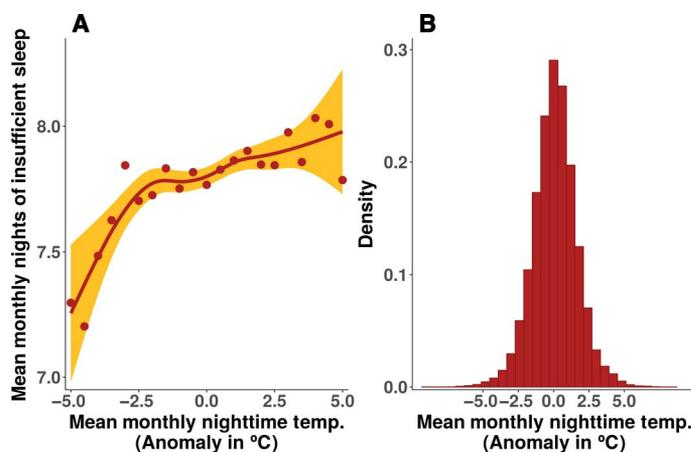 A
Mean monthly nights of insufficient sleep
8.0
7.5
7.0
−5.0 −2.5 0.0 2.5 5.0
Mean monthly nighttime temp.
(Anomaly in ºC)
B
Density
0.3
0.2
0.1
0.0
−5.0 −2.5 0.0 2.5 5.0
Mean monthly nighttime temp.
(Anomaly in ºC)